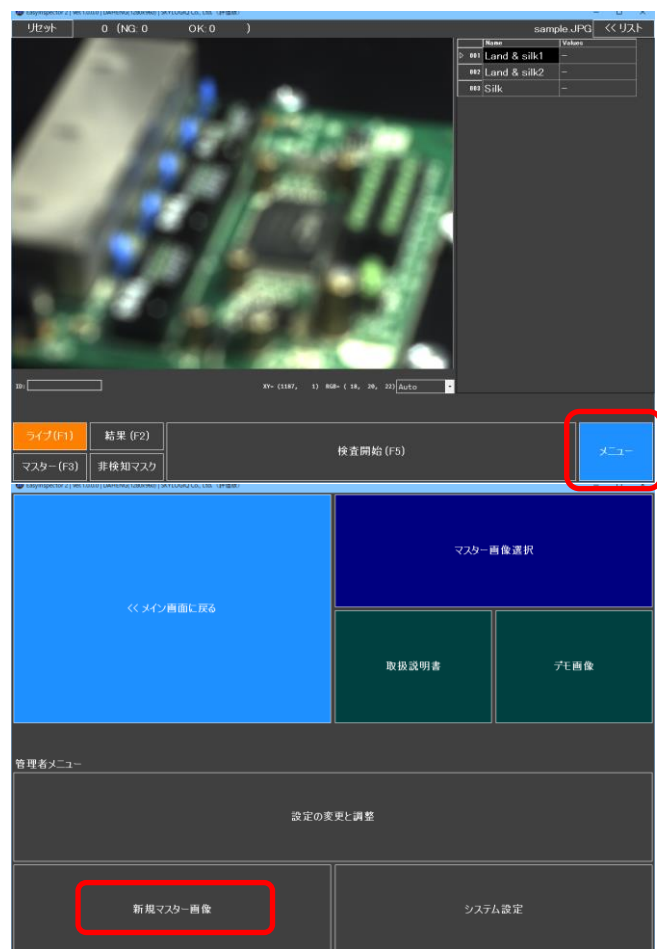 リセット 0 (NG: 0 OK: 0 ) sample.JPG << リスト
Name Values
001 Land & silk1 -
002 Land & silk2 -
003 Silk -
ID: XY= (1187, 1) RGB= ( 18, 20, 22) Auto
ライブ(F1) 結果 (F2)
検査開始 (F5) メニュー
マスター(F3) 非検知マスク
マスター画像選択
<< メイン画面に戻る
取扱説明書 デモ画像
管理者メニュー
設定の変更と調整
新規マスター画像 システム設定